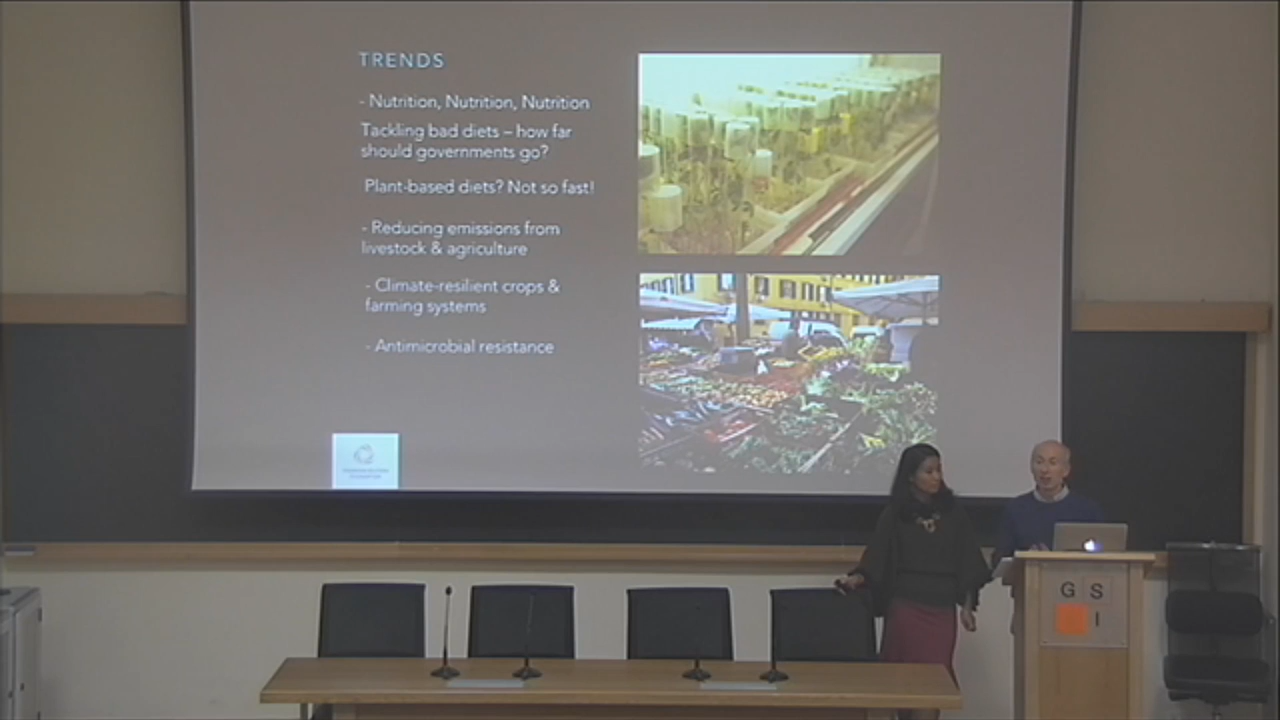 TRENDS
- Nutrition, Nutrition, Nutrition
Tackling bad diets – how far
should governments go?
Plant-based diets? Not so fast!
- Reducing emissions from
livestock & agriculture
- Climate-resilient crops &
farming systems
- Antimicrobial resistance
G S
I